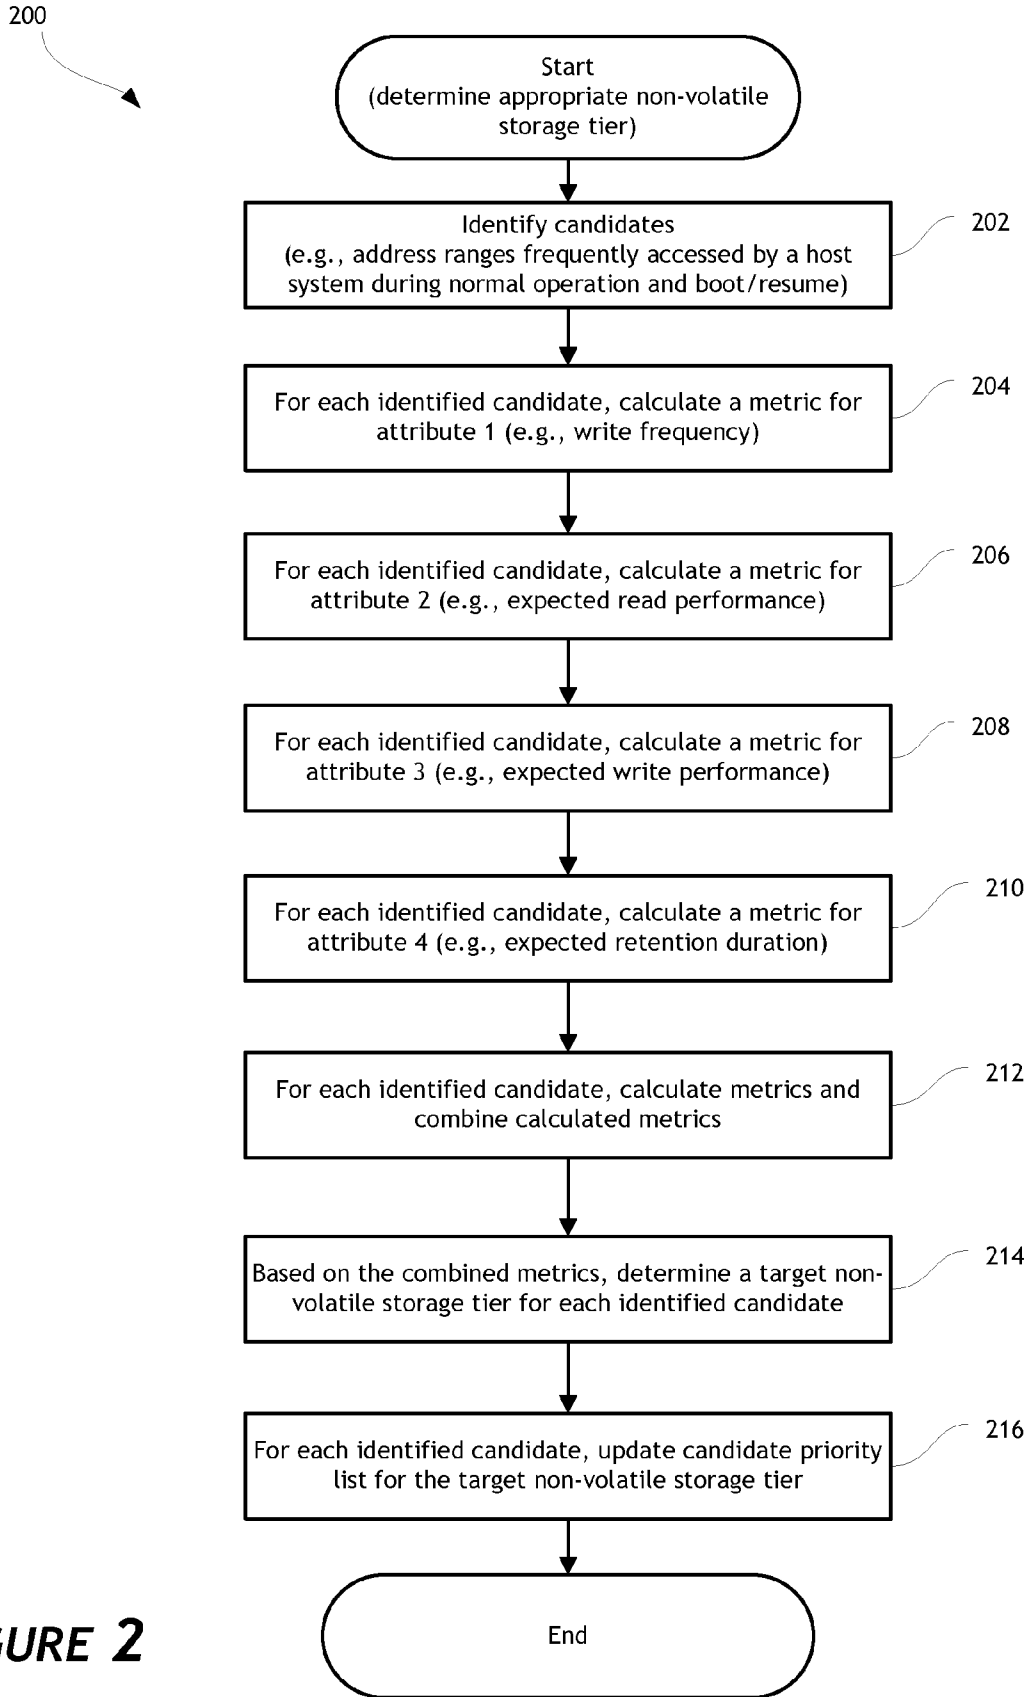 200
Start
(determine appropriate non-volatile
storage tier)
Identify candidates
(e.g., address ranges frequently accessed by a host
system during normal operation and boot/resume)
202
For each identified candidate, calculate a metric for
attribute 1 (e.g., write frequency)
204
For each identified candidate, calculate a metric for
attribute 2 (e.g., expected read performance)
206
For each identified candidate, calculate a metric for
attribute 3 (e.g., expected write performance)
208
For each identified candidate, calculate a metric for
attribute 4 (e.g., expected retention duration)
210
For each identified candidate, calculate metrics and
combine calculated metrics
212
Based on the combined metrics, determine a target non-
volatile storage tier for each identified candidate
214
For each identified candidate, update candidate priority
list for the target non-volatile storage tier
216
End
GURE 2